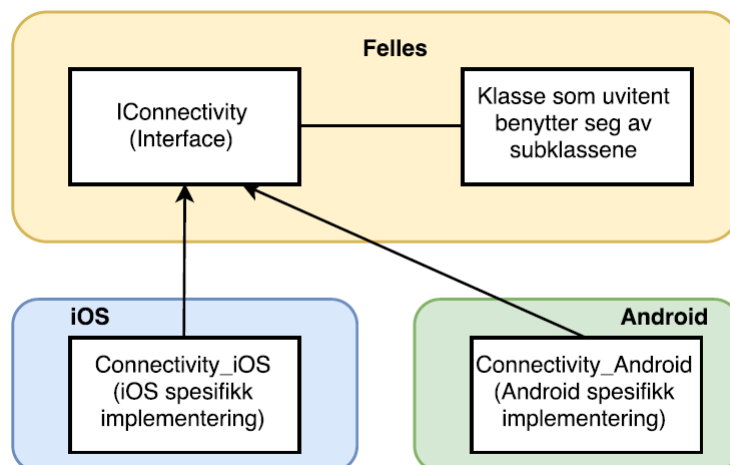 Felles
IConnectivity
(Interface)
Klasse som uvitent
benytter seg av
subklassene
iOS
Connectivity_iOS
(iOS spesifikk
implementering)
Android
Connectivity_Android
(Android spesifikk
implementering)